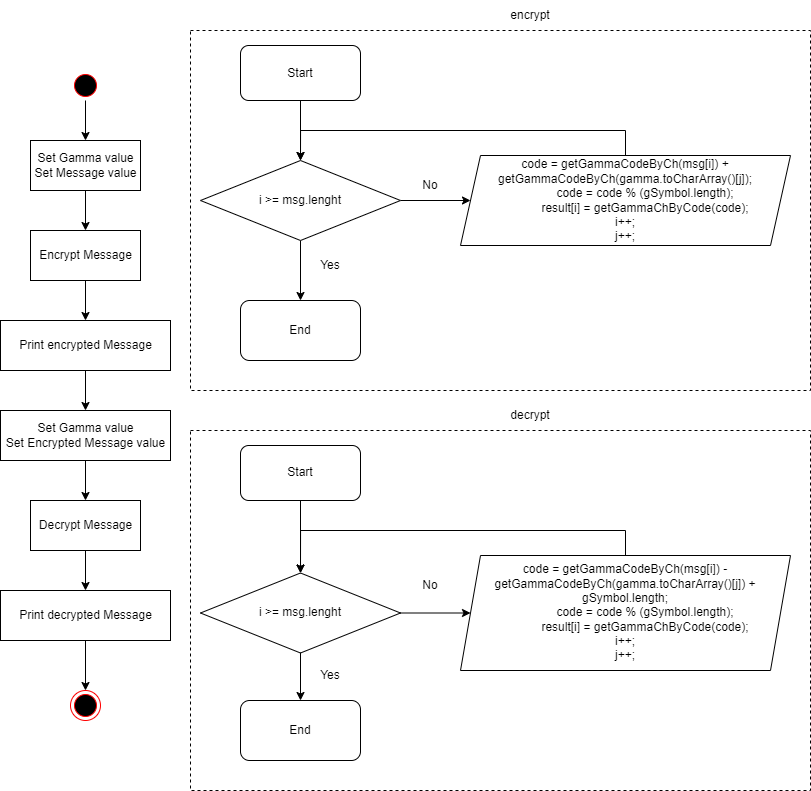 Set Gamma value
Set Message value
Encrypt Message
Print encrypted Message
Set Gamma value
Set Encrypted Message value
Decrypt Message
Print decrypted Message
encrypt
Start
i >= msg.lenght
No
code = getGammaCodeByCh(msg[i]) +
getGammaCodeByCh(gamma.toCharArray()[j]);
code = code % (gSymbol.length);
result[i] = getGammaChByCode(code);
i++;
j++;
Yes
End
decrypt
Start
i >= msg.lenght
No
code = getGammaCodeByCh(msg[i]) -
getGammaCodeByCh(gamma.toCharArray()[j]) +
gSymbol.length;
code = code % (gSymbol.length);
result[i] = getGammaChByCode(code);
i++;
j++;
Yes
End